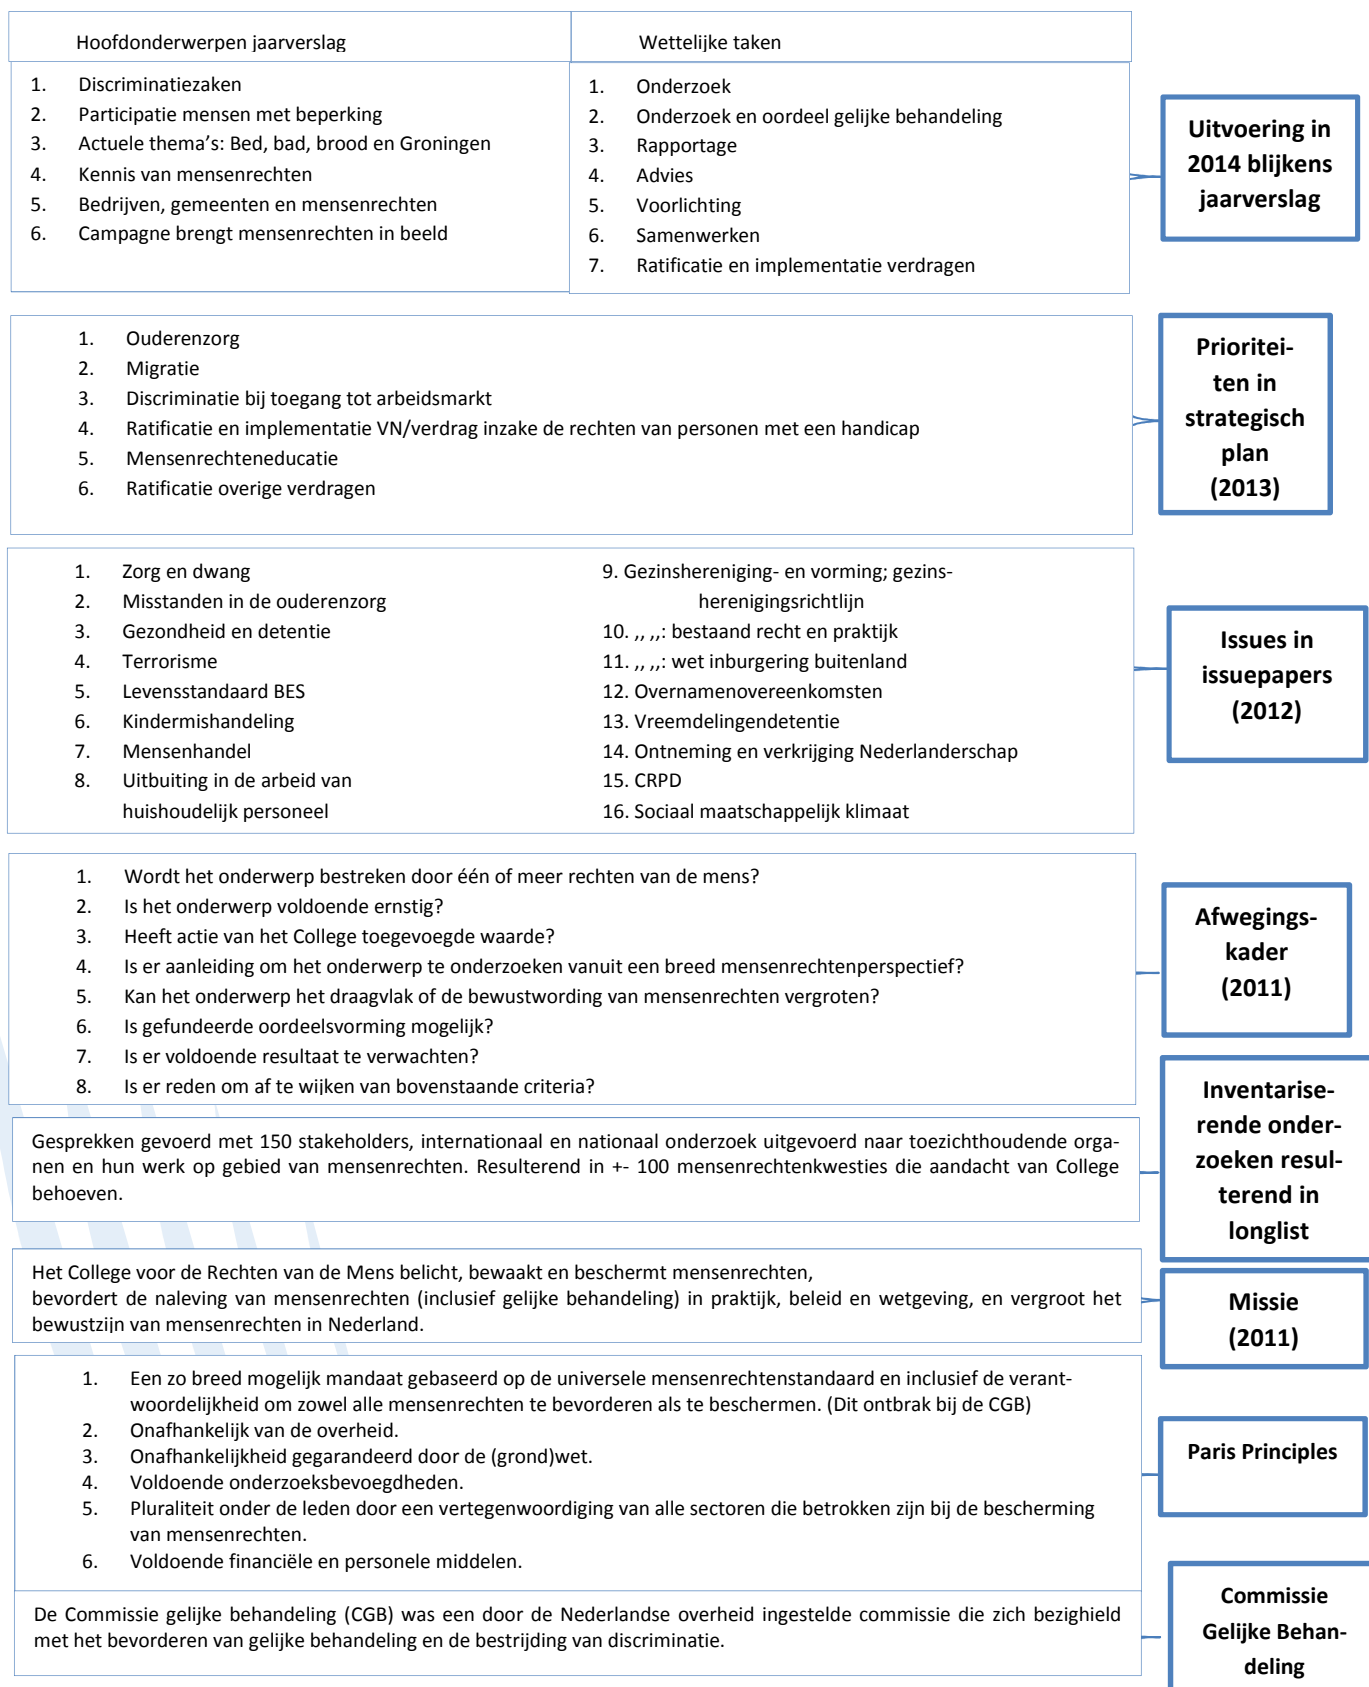 Hoofdonderwerpen jaarverslag
Wettelijke taken
1. Discriminatiezaken
2. Participatie mensen met beperking
3. Actuele thema's: Bed, bad, brood en Groningen
4. Kennis van mensenrechten
5. Bedrijven, gemeenten en mensenrechten
6. Campagne brengt mensenrechten in beeld
1. Onderzoek
2. Onderzoek en oordeel gelijke behandeling
3. Rapportage
4. Advies
5. Voorlichting
6. Samenwerken
7. Ratificatie en implementatie verdragen
Uitvoering in
2014 blijkens
jaarverslag
1. Ouderenzorg
2. Migratie
3. Discriminatie bij toegang tot arbeidsmarkt
4. Ratificatie en implementatie VN/verdrag inzake de rechten van personen met een handicap
5. Mensenrechteneducatie
6. Ratificatie overige verdragen
Prioritei-
ten in
strategisch
plan
(2013)
1. Zorg en dwang
2. Misstanden in de ouderenzorg
3. Gezondheid en detentie
4. Terrorisme
5. Levensstandaard BES
6. Kindermishandeling
7. Mensenhandel
8. Uitbuiting in de arbeid van
huishoudelijk personeel
9. Gezinshereniging- en vorming; gezins-
herenigingsrichtlijn
10. ,, ,,: bestaand recht en praktijk
11. ,, ,,: wet inburgering buitenland
12. Overnamenovereenkomsten
13. Vreemdelingendetentie
14. Ontneming en verkrijging Nederlanderschap
15. CRPD
16. Sociaal maatschappelijk klimaat
Issues in
issuepapers
(2012)
1. Wordt het onderwerp bestreken door één of meer rechten van de mens?
2. Is het onderwerp voldoende ernstig?
3. Heeft actie van het College toegevoegde waarde?
4. Is er aanleiding om het onderwerp te onderzoeken vanuit een breed mensenrechtenperspectief?
5. Kan het onderwerp het draagvlak of de bewustwording van mensenrechten vergroten?
6. Is gefundeerde oordeelsvorming mogelijk?
7. Is er voldoende resultaat te verwachten?
8. Is er reden om af te wijken van bovenstaande criteria?
Afwegings-
kader
(2011)
Gesprekken gevoerd met 150 stakeholders, internationaal en nationaal onderzoek uitgevoerd naar toezichthoudende orga-
nen en hun werk op gebied van mensenrechten. Resulterend in +- 100 mensenrechtenkwesties die aandacht van College
behoeven.
Inventarise-
rende onder-
zoeken resul-
terend in
longlist
Het College voor de Rechten van de Mens belicht, bewaakt en beschermt mensenrechten,
bevordert de naleving van mensenrechten (inclusief gelijke behandeling) in praktijk, beleid en wetgeving, en vergroot het
bewustzijn van mensenrechten in Nederland.
Missie
(2011)
1. Een zo breed mogelijk mandaat gebaseerd op de universele mensenrechtenstandaard en inclusief de verant-
woordelijkheid om zowel alle mensenrechten te bevorderen als te beschermen. (Dit ontbrak bij de CGB)
2. Onafhankelijk van de overheid.
3. Onafhankelijkheid gegarandeerd door de (grond)wet.
4. Voldoende onderzoeksbevoegdheden.
5. Pluraliteit onder de leden door een vertegenwoordiging van alle sectoren die betrokken zijn bij de bescherming
van mensenrechten.
6. Voldoende financiële en personele middelen.
Paris Principles
De Commissie gelijke behandeling (CGB) was een door de Nederlandse overheid ingestelde commissie die zich bezighield
met het bevorderen van gelijke behandeling en de bestrijding van discriminatie.
Commissie
Gelijke Behan-
deling